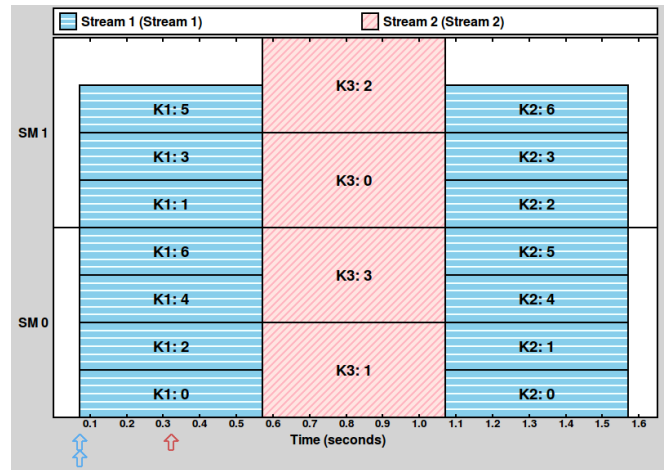 Stream 1 (Stream 1) Stream 2 (Stream 2)
K3: 2
K1: 5 K2: 6
SM 1
K1: 3 K2: 3
K3: 0
K1: 1 K2: 2
K1: 6 K2: 5
K3: 3
K1: 4 K2: 4
SM 0
K1: 2 K2: 1
K3: 1
K1: 0 K2: 0
0.1 0.2 0.3 0.4 0.5 0.6 0.7 0.8 0.9 1.0 1.1 1.2 1.3 1.4 1.5 1.6
Time (seconds)